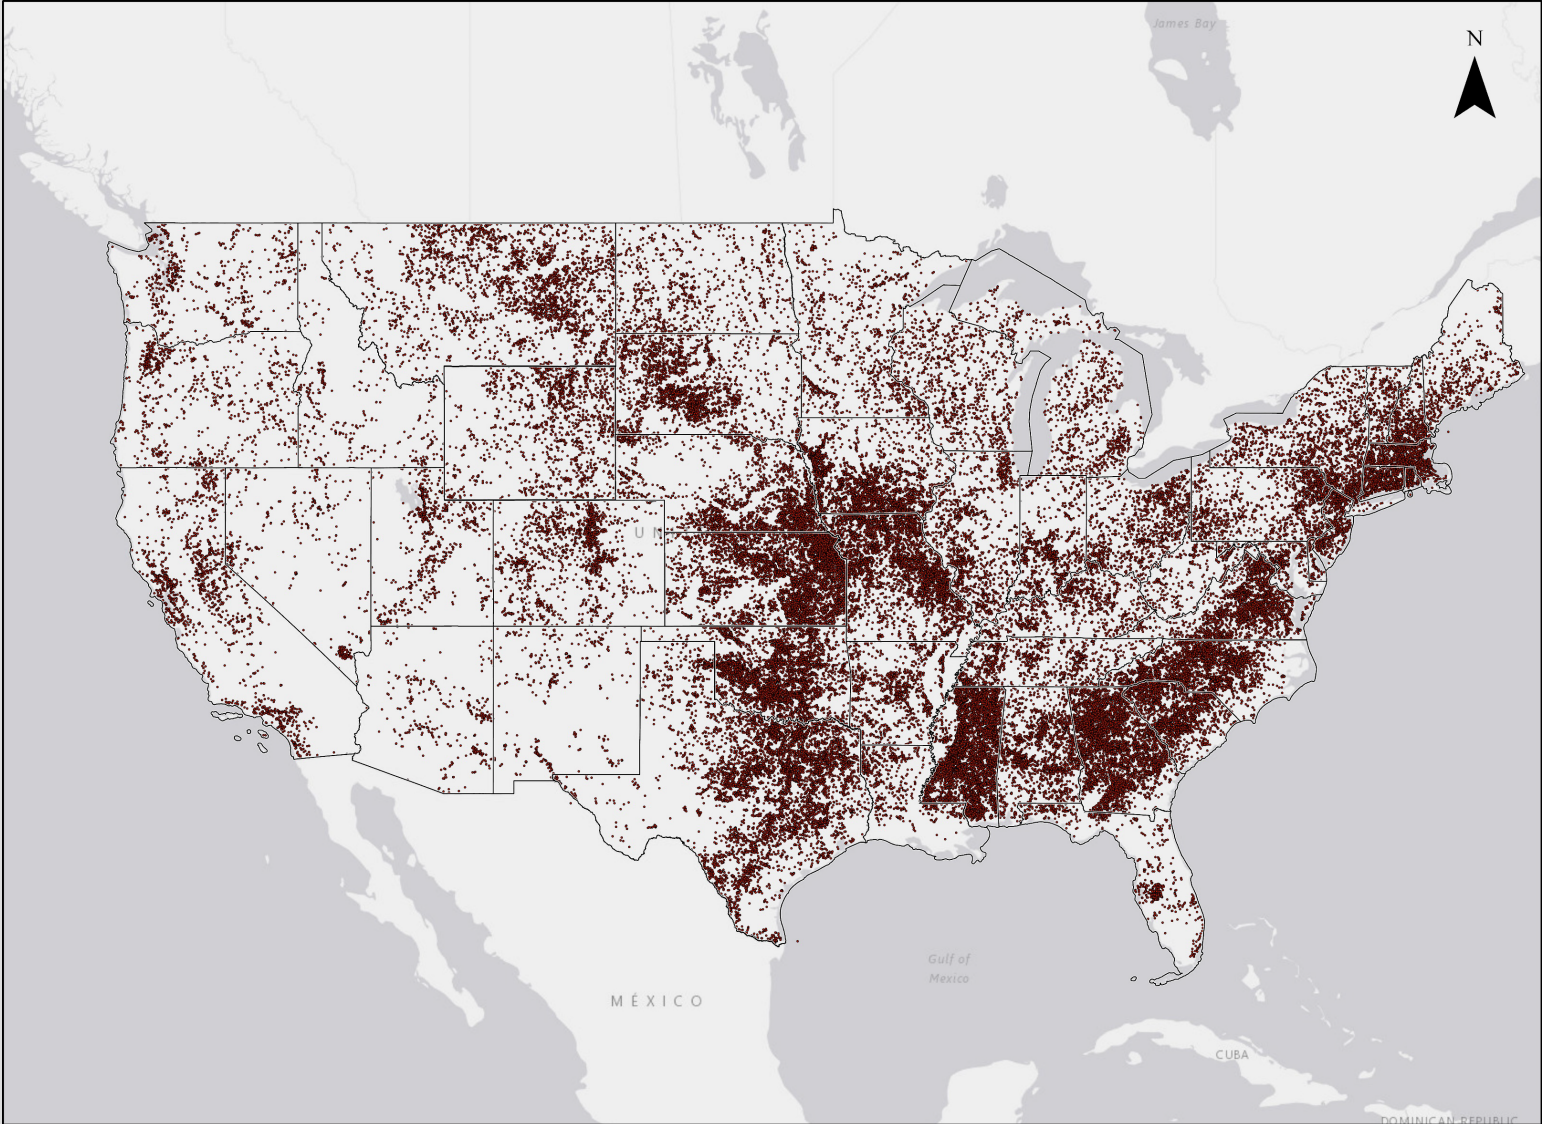 James Bay
N
U N
Gulf of
Mexico
MÉXICO
CUBA
DOMINICAN REPUBLIC